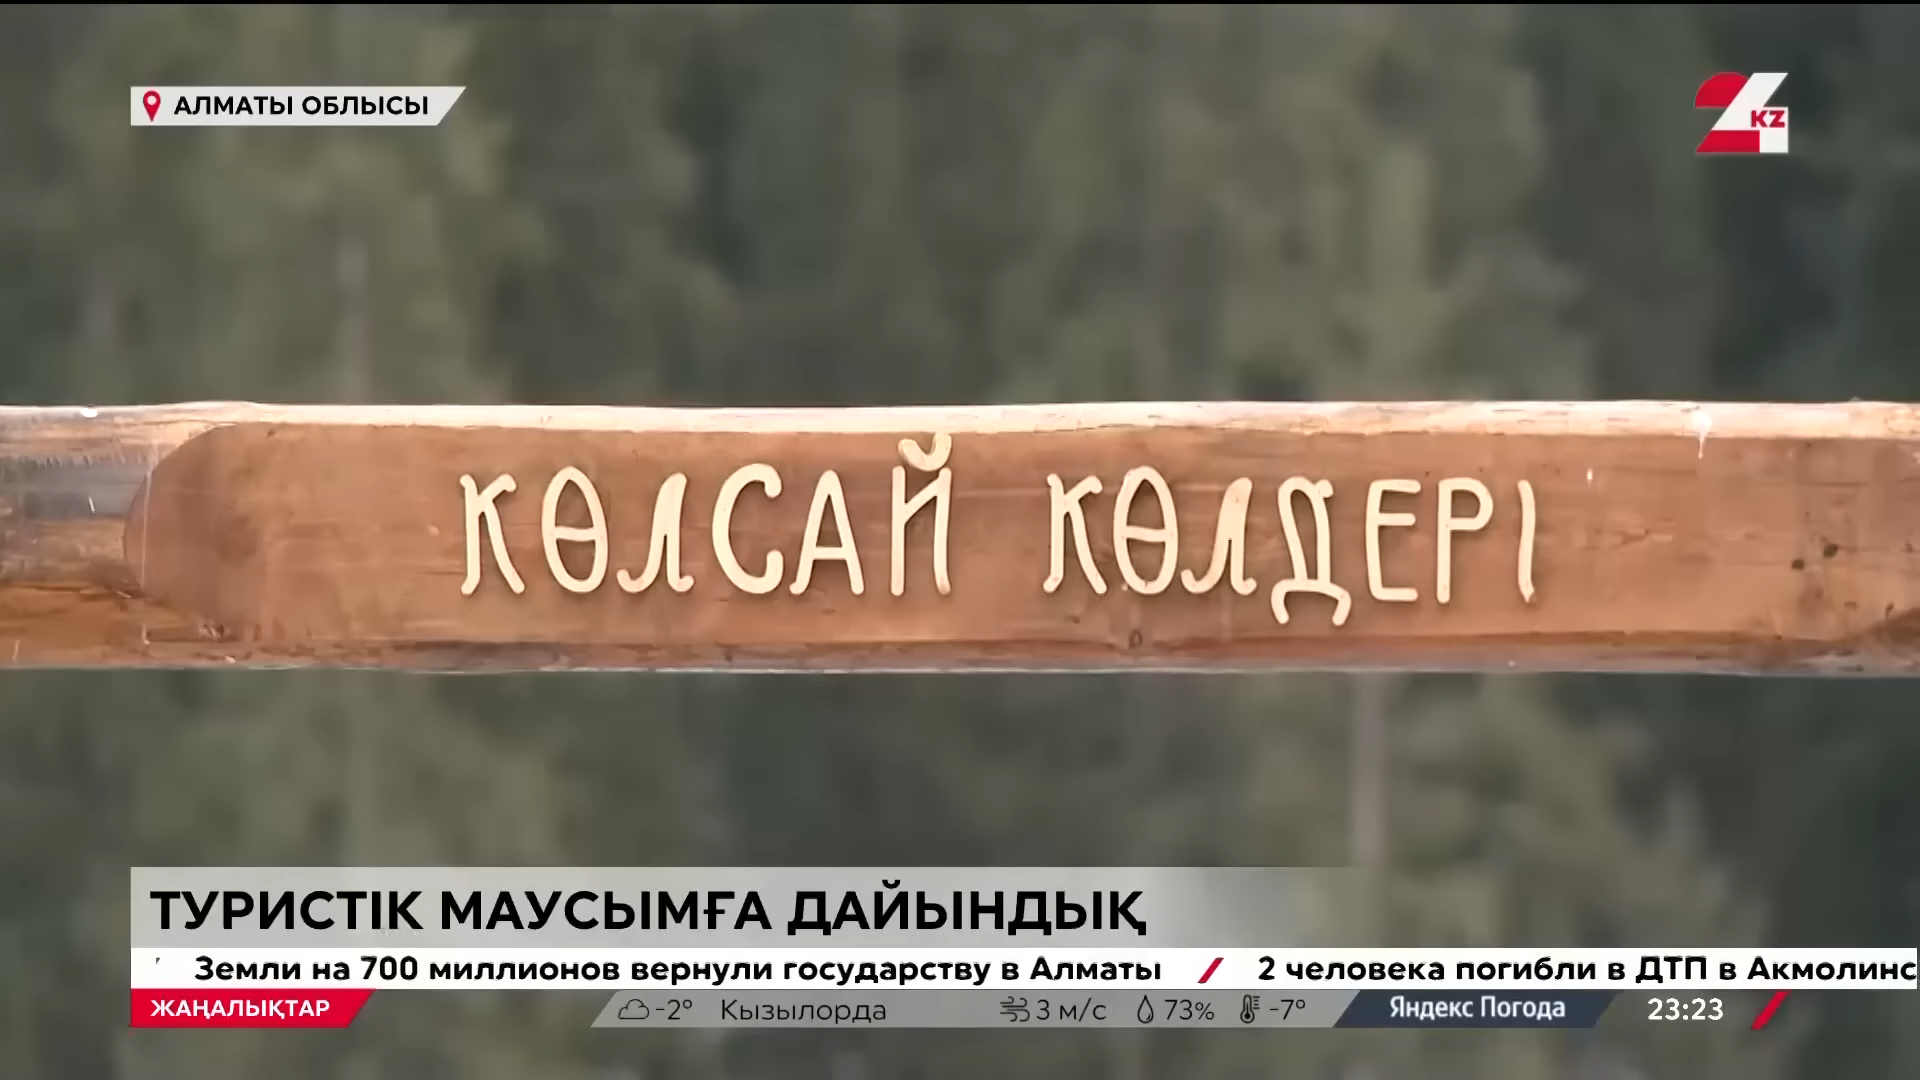 АЛМАТЫ ОБЛЫСЫ
24 KZ
КӨЛСАЙ КӨЛДЕРІ
ТУРИСТІК МАУСЫМҒА ДАЙЫНДЫҚ
Земли на 700 миллионов вернули государству в Алматы / 2 человека погибли в ДТП в Акмолинс
ЖАҢАЛЫҚТАР -2° Кызылорда 3 м/с 73% -7° Яндекс Погода 23:23